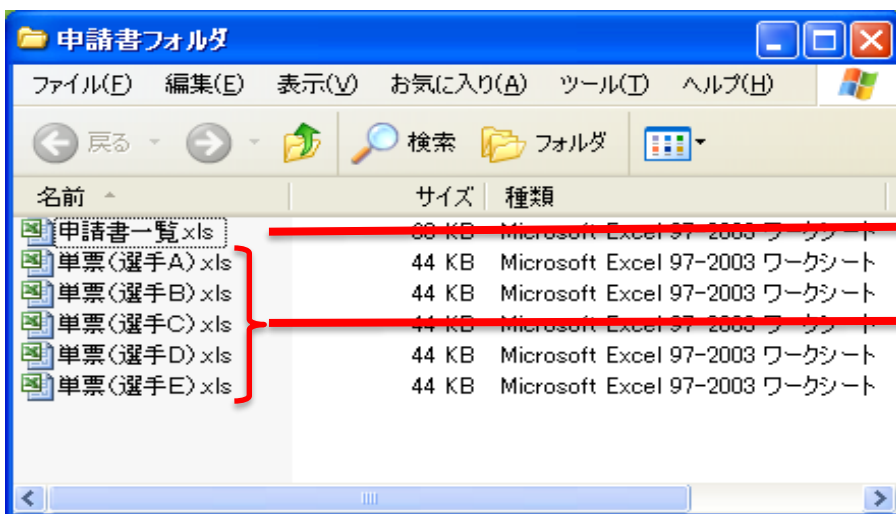 申請書フォルダ
ファイル(F) 編集(E) 表示(V) お気に入り(A) ツール(T) ヘルプ(H)
戻る 検索 フォルダ
名前 サイズ 種類
申請書一覧.xls KB Microsoft Excel 97-2003 ワークシート
単票(選手A).xls 44 KB Microsoft Excel 97-2003 ワークシート
単票(選手B).xls 44 KB Microsoft Excel 97-2003 ワークシート
単票(選手C).xls 44 KB Microsoft Excel 97-2003 ワークシート
単票(選手D).xls 44 KB Microsoft Excel 97-2003 ワークシート
単票(選手E).xls 44 KB Microsoft Excel 97-2003 ワークシート